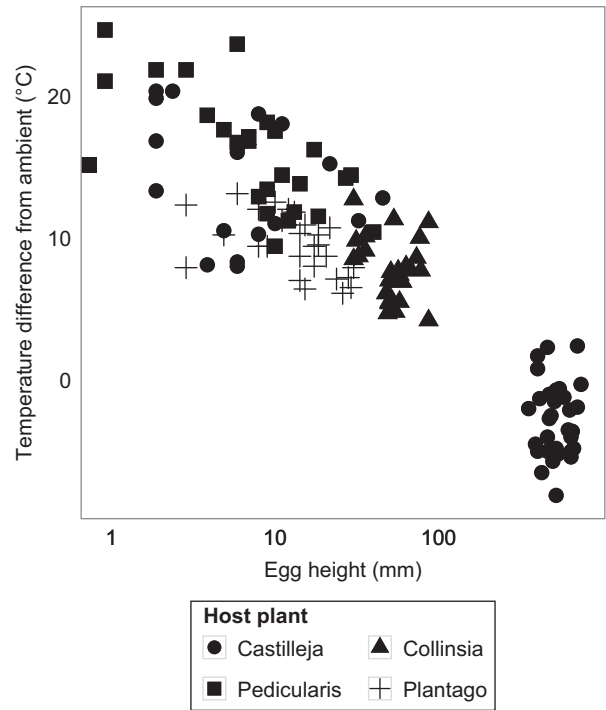 Temperature difference from ambient (°C)
20
10
0
1 10 100
Egg height (mm)
Host plant
Castilleja Collinsia
Pedicularis Plantago